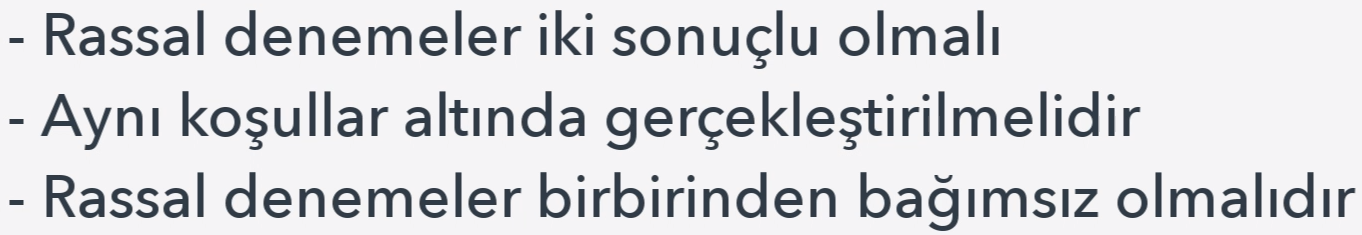 - Rassal denemeler iki sonuçlu olmalı
- Aynı koşullar altında gerçekleştirilmelidir
- Rassal denemeler birbirinden bağımsız olmalıdır